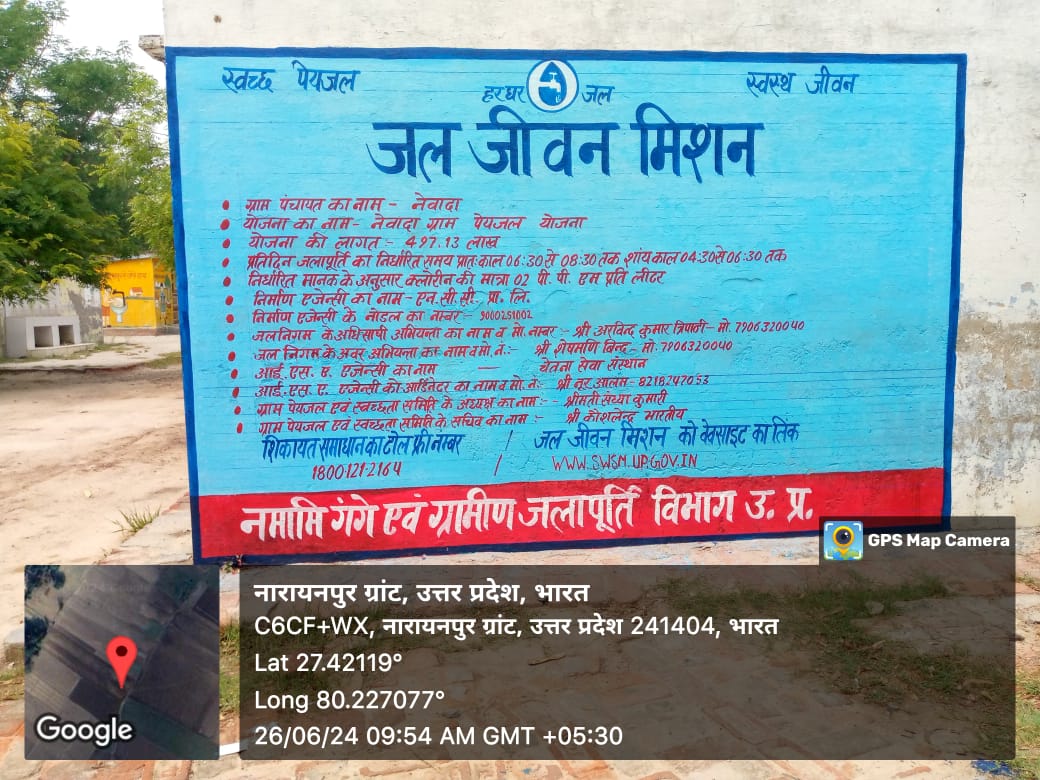 स्वच्छ पेयजल
हर घर जल
स्वस्थ जीवन
जल जीवन मिशन
ग्राम पंचायत का नाम - नेवादा
योजना का नाम - नेवादा ग्राम पेयजल योजना
योजना की लागत :- 497.13 लाख
प्रतिदिन जलापूर्ति का निर्धारित समय प्रातः काल 06:30 से 08:30 तक शांय काल 04:30 से 06:30 तक
निर्धारित मानक के अनुसार क्लोरीन की मात्रा 02 पी. पी. एम प्रति लीटर
निर्माण एजेन्सी का नाम - एन. सी. सी. प्रा. लि.
निर्माण एजेन्सी के नोडल का नम्बर :- 9000251002
जलनिगम के अधिसाषी अभियन्ता का नाम व मो. नम्बर :- श्री अरविन्द कुमार त्रिपाठी - मो. 7906320040
जल निगम के अवर अभियन्ता का नाम व मो. नं :- श्री शेषमणि बिन्द - मो. 7906320040
आई. एस. ए. एजेन्सी का नाम — चेतना सेवा संस्थान
आई. एस. ए. एजेन्सी कोआर्डिनेटर का नाम व मो. नं :- श्री नूर आलम - 8218747053
ग्राम पेयजल एवं स्वच्छता समिति के अध्यक्ष का नाम :- श्रीमती संध्या कुमारी
ग्राम पेयजल एवं स्वच्छता समिति के सचिव का नाम :- श्री कौशलेन्द्र भारतीय
शिकायत समाधान का टोल फ्री नम्बर / जल जीवन मिशन को वेबसाइट का लिंक
1800-121-2164 / WWW.SWSM.UP.GOV.IN
नमामि गंगे एवं ग्रामीण जलापूर्ति विभाग उ. प्र.
GPS Map Camera
नारायनपुर ग्रांट, उत्तर प्रदेश, भारत
C6CF+WX, नारायनपुर ग्रांट, उत्तर प्रदेश 241404, भारत
Lat 27.42119°
Long 80.227077°
26/06/24 09:54 AM GMT +05:30
Google